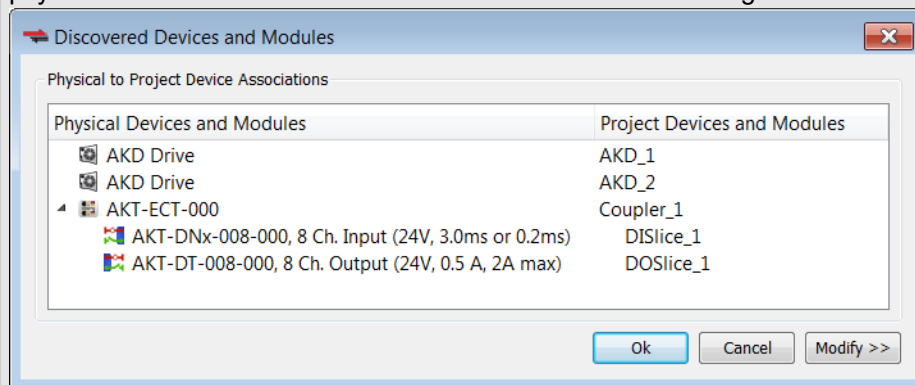 Discovered Devices and Modules
Physical to Project Device Associations
Physical Devices and Modules Project Devices and Modules
AKD Drive AKD_1
AKD Drive AKD_2
AKT-ECT-000 Coupler_1
AKT-DNx-008-000, 8 Ch. Input (24V, 3.0ms or 0.2ms) DISlice_1
AKT-DT-008-000, 8 Ch. Output (24V, 0.5 A, 2A max) DOSlice_1
Ok Cancel Modify >>